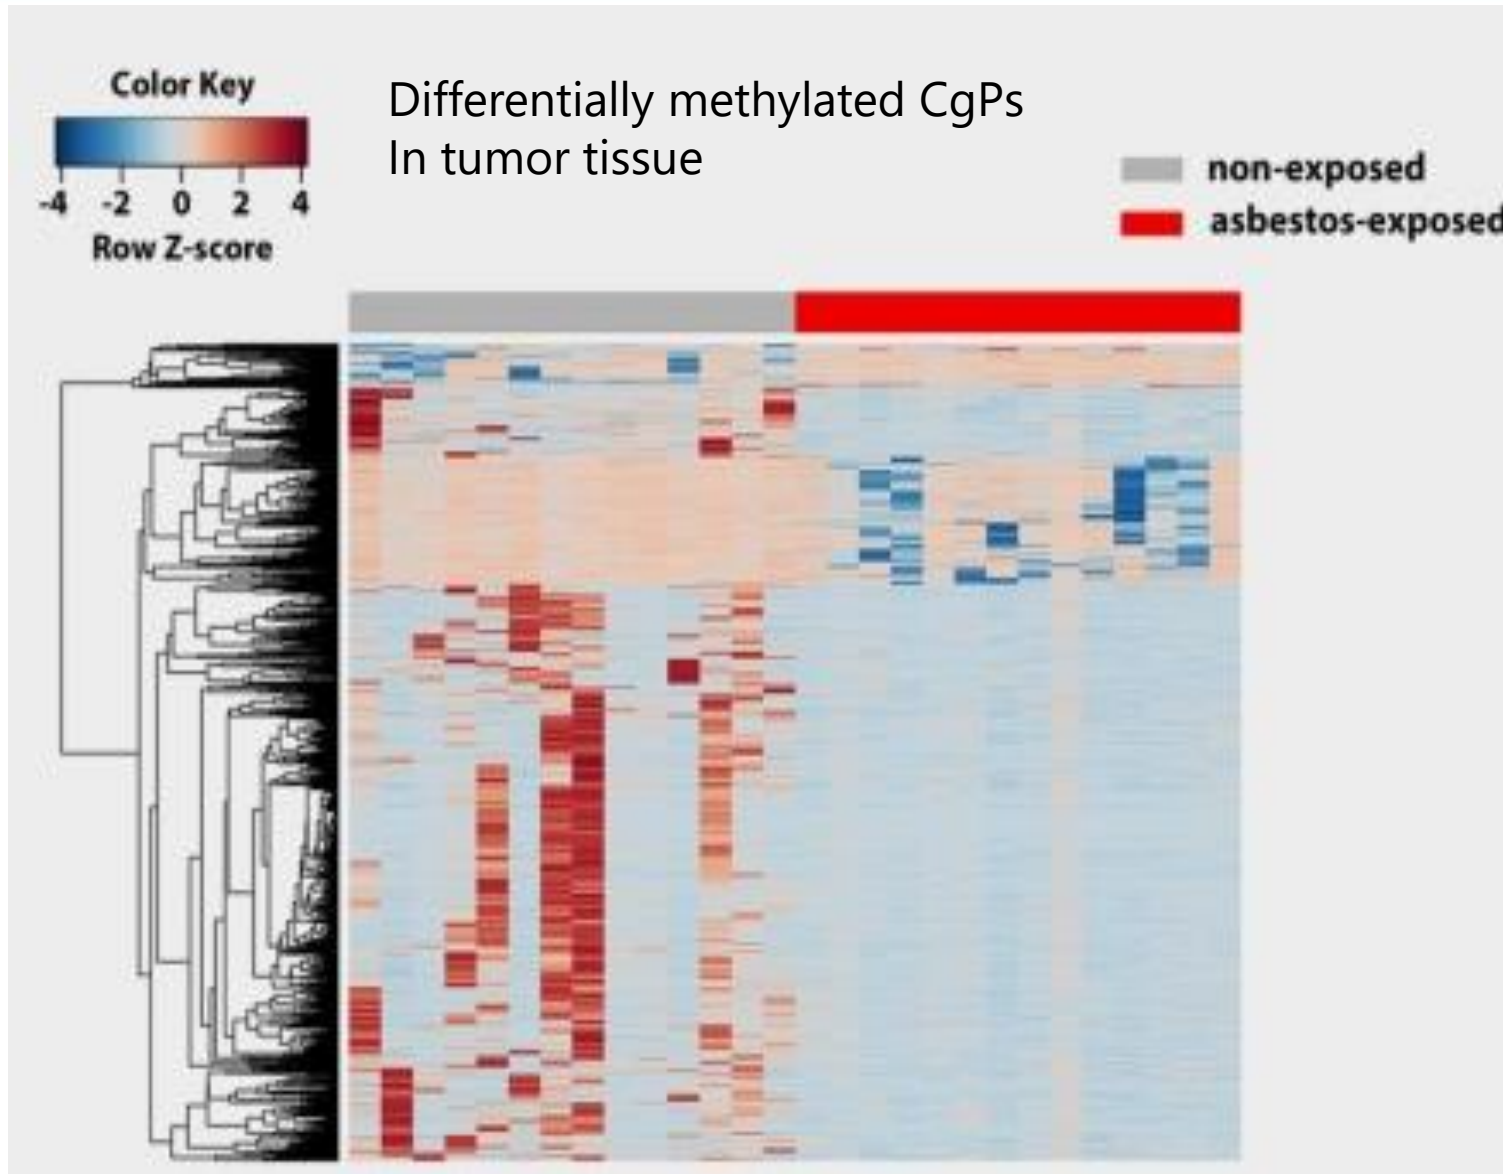 Color Key
-4 -2 0 2 4
Row Z-score
Differentially methylated CgPs
In tumor tissue
non-exposed
asbestos-exposed